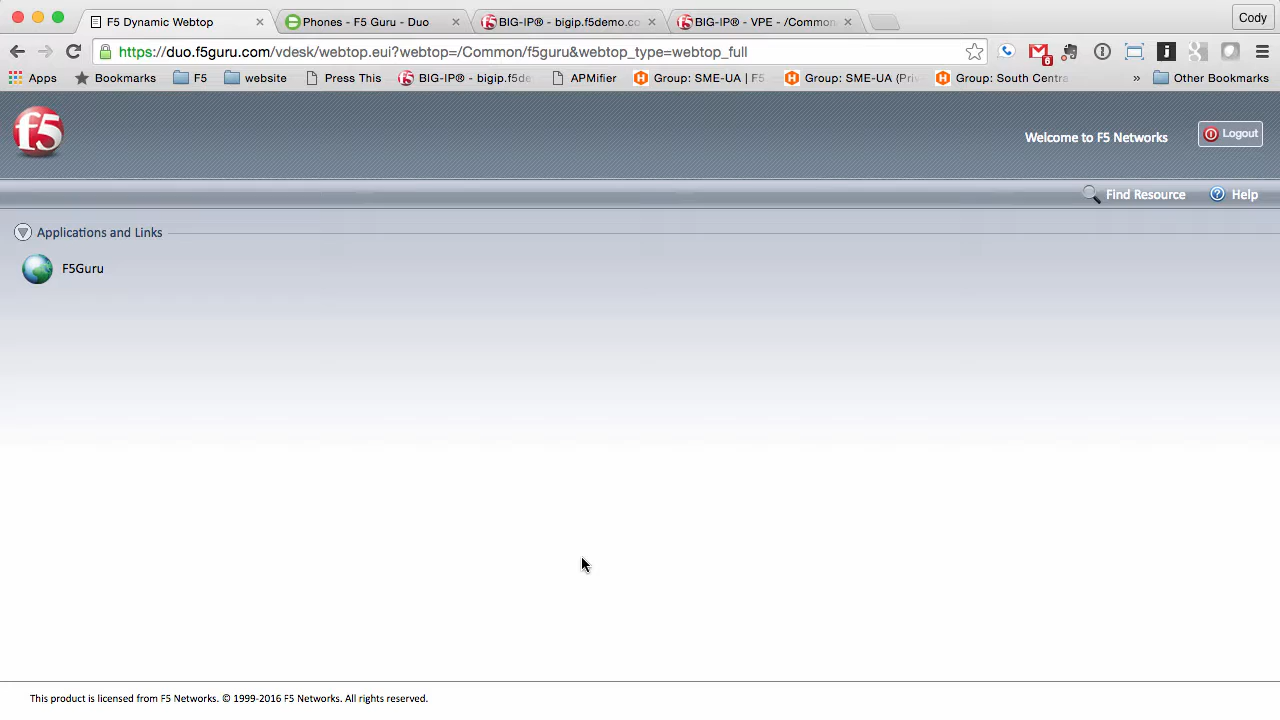 F5 Dynamic Webtop
Phones - F5 Guru - Duo
BIG-IP® - bigip.f5demo.co
BIG-IP® - VPE - /Common
Cody
https://duo.f5guru.com/vdesk/webtop.eui?webtop=/Common/f5guru&webtop_type=webtop_full
6
Apps
Bookmarks
F5
website
Press This
BIG-IP® - bigip.f5de
APMifier
Group: SME-UA | F5
Group: SME-UA (Pri
Group: South Centra
»
Other Bookmarks
f5
Welcome to F5 Networks
Logout
Find Resource
Help
Applications and Links
F5Guru
This product is licensed from F5 Networks. © 1999-2016 F5 Networks. All rights reserved.